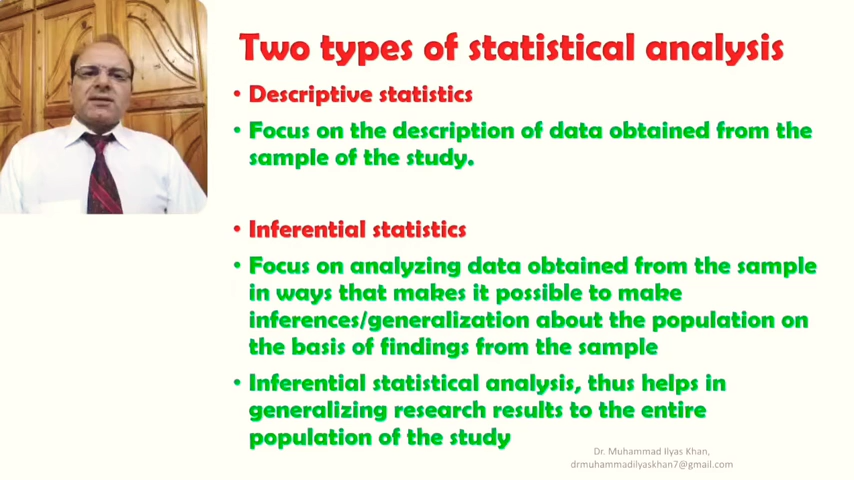 Two types of statistical analysis
• Descriptive statistics
• Focus on the description of data obtained from the
sample of the study.
• Inferential statistics
• Focus on analyzing data obtained from the sample
in ways that makes it possible to make
inferences/generalization about the population on
the basis of findings from the sample
• Inferential statistical analysis, thus helps in
generalizing research results to the entire
population of the study
Dr. Muhammad Ilyas Khan,
drmuhammadilyaskhan7@gmail.com